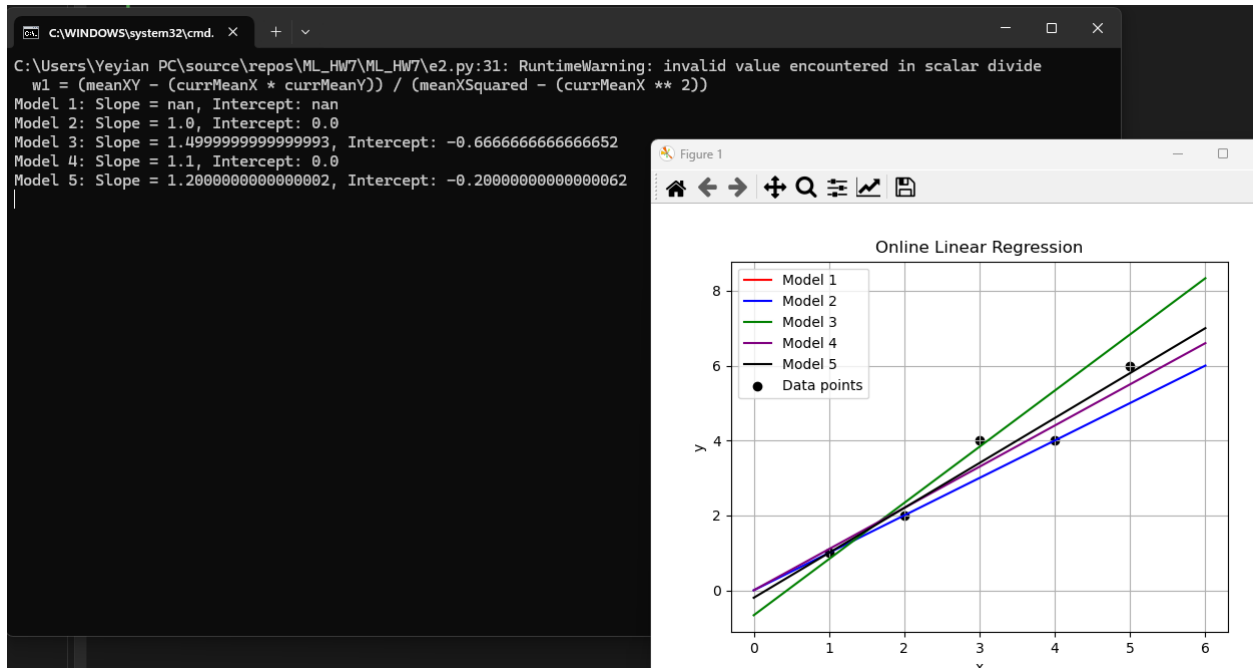 C:\WINDOWS\system32\cmd.
C:\Users\Yeyian PC\source\repos\ML_HW7\ML_HW7\e2.py:31: RuntimeWarning: invalid value encountered in scalar divide
w1 = (meanXY - (currMeanX * currMeanY)) / (meanXSquared - (currMeanX ** 2))
Model 1: Slope = nan, Intercept: nan
Model 2: Slope = 1.0, Intercept: 0.0
Model 3: Slope = 1.4999999999999993, Intercept: -0.6666666666666652
Model 4: Slope = 1.1, Intercept: 0.0
Model 5: Slope = 1.2000000000000002, Intercept: -0.20000000000000062
Figure 1
Online Linear Regression
Model 1
Model 2
Model 3
Model 4
Model 5
Data points
8
6
4
2
0
y
0 1 2 3 4 5 6
x